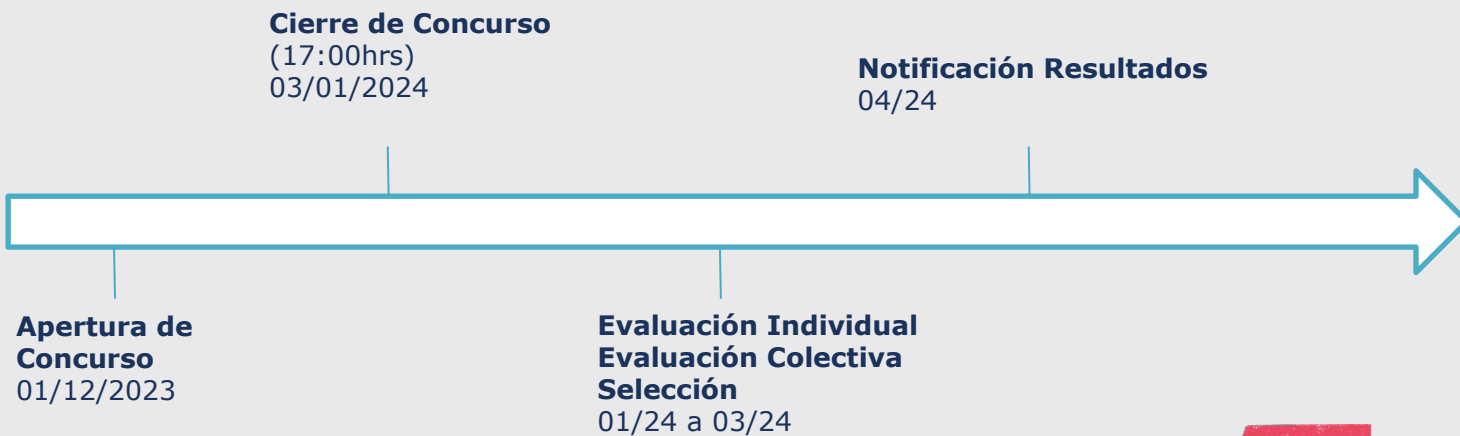 Cierre de Concurso
(17:00hrs)
03/01/2024
Notificación Resultados
04/24
Apertura de
Concurso
01/12/2023
Evaluación Individual
Evaluación Colectiva
Selección
01/24 a 03/24